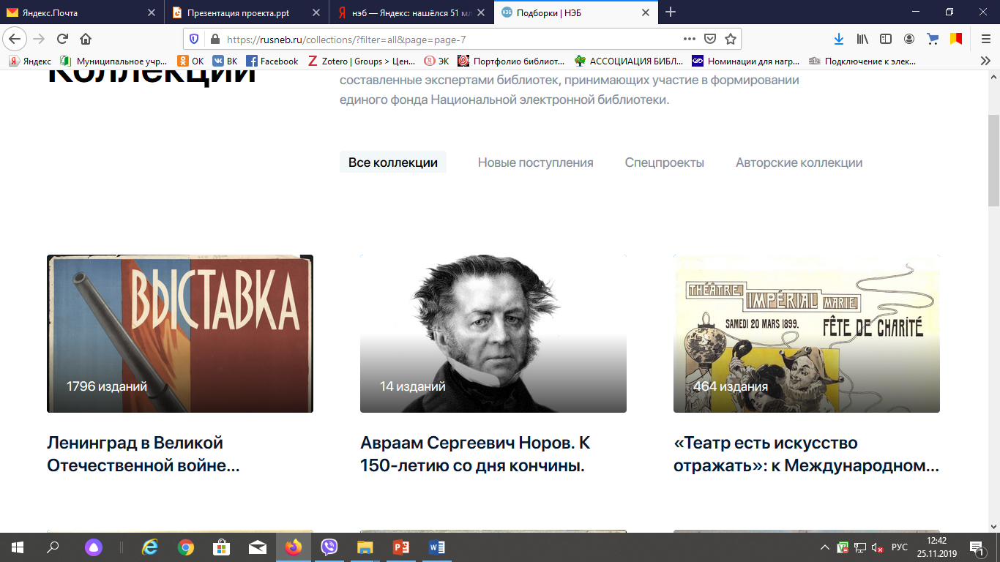 Яндекс.Почта
Презентация проекта.ppt
нэб — Яндекс: нашёлся 51 мл
Подборки | НЭБ
https://rusneb.ru/collections/?filter=all&page=page-7
Яндекс
Муниципальное учр...
ОК
ВК
Facebook
Zotero | Groups > Цен...
ЭК
Портфолио библиот...
АССОЦИАЦИЯ БИБЛ...
Номинации для нагр...
Подключение к элек...
Коллекции
составленные экспертами библиотек, принимающих участие в формировании
единого фонда Национальной электронной библиотеки.
Все коллекции
Новые поступления
Спецпроекты
Авторские коллекции
ВЫСТАВКА
1796 изданий
Ленинград в Великой
Отечественной войне...
14 изданий
Авраам Сергеевич Норов. К
150-летию со дня кончины.
THÉÂTRE IMPÉRIAL MARIE
SAMEDI 20 MARS 1899.
FÊTE DE CHARITÉ
464 издания
«Театр есть искусство
отражать»: к Международном...
РУС
12:42
25.11.2019
1